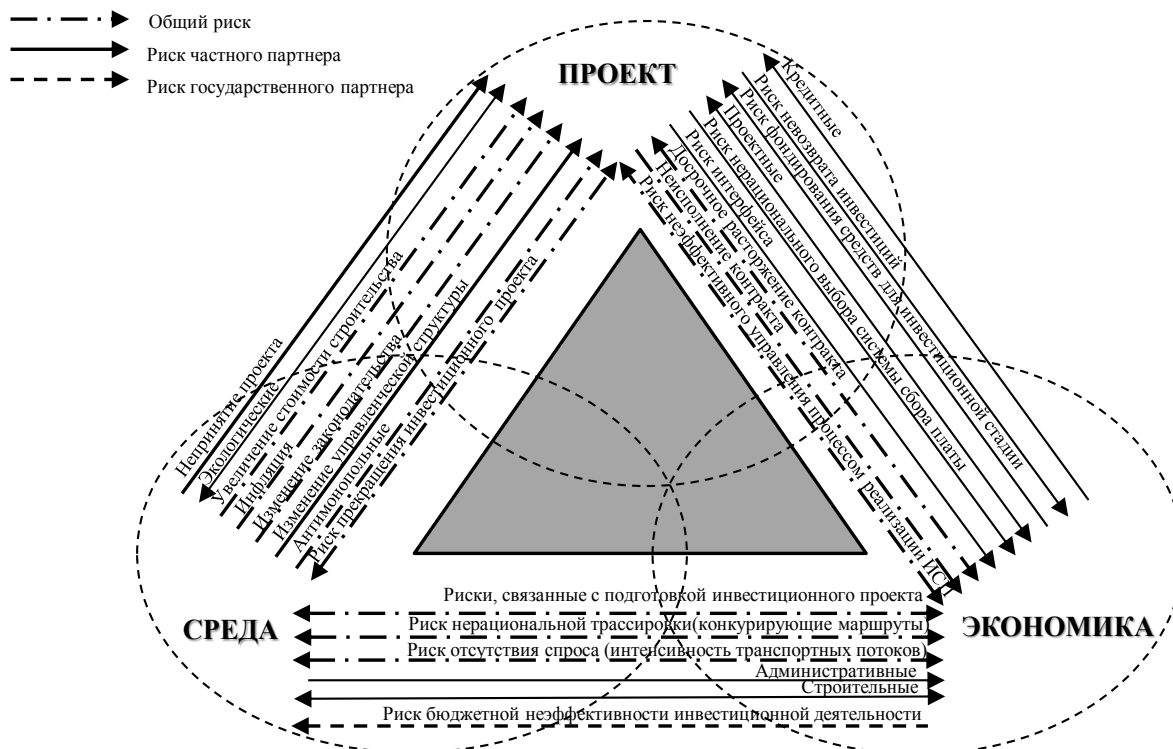 Общий риск
Риск частного партнера
Риск государственного партнера
ПРОЕКТ
Непринятие проекта
Экологические
Увеличение стоимости строительства
Инфляция
Изменение законодательства
Изменение управленческой структуры
Антимонопольные
Риск прекращения инвестиционного проекта
Кредитные
Риск невозврата инвестиций
Риск фондирования средств для инвестиционной стадии
Проектные
Риск нерационального выбора системы сбора платы
Риск интерфейса
Досрочное расторжение контракта
Неисполнение контракта
Риск неэффективного управления процессом реализации
СРЕДА
ЭКОНОМИКА
Риски, связанные с подготовкой инвестиционного проекта
Риск нерациональной трассировки(конкурирующие маршруты)
Риск отсутствия спроса (интенсивность транспортных потоков)
Административные
Строительные
Риск бюджетной неэффективности инвестиционной деятельности